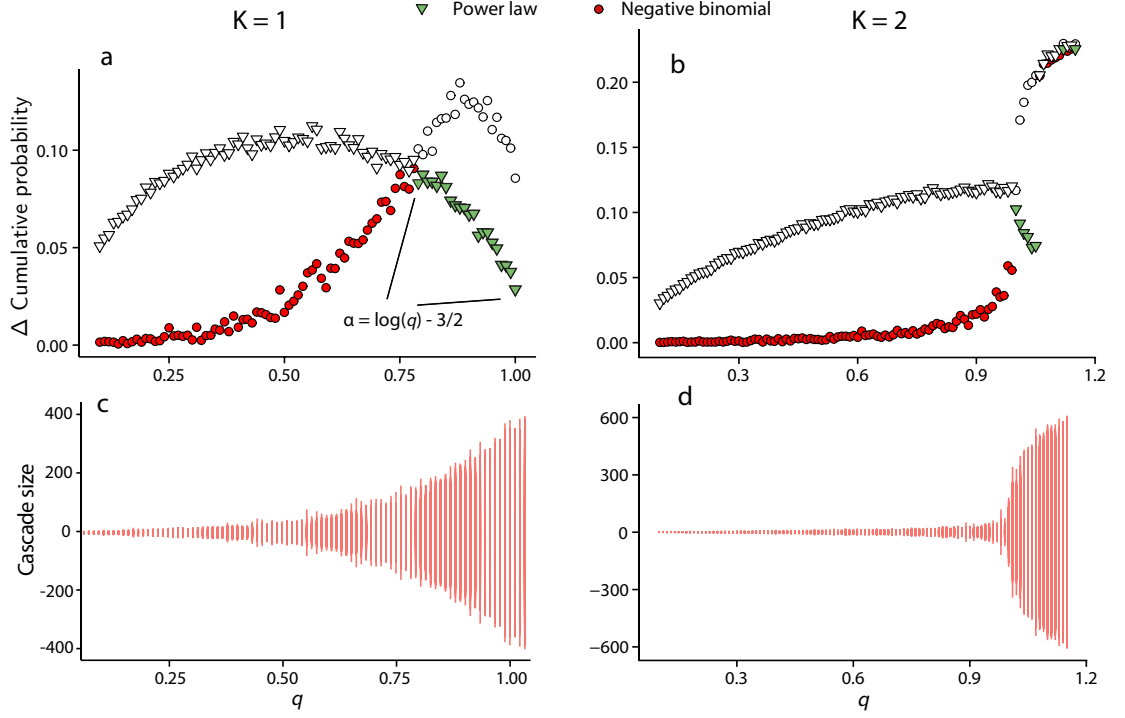 K = 1
Power law
Negative binomial
K = 2
a
b
Δ Cumulative probability
0.10
0.05
0.00
α = log(q) - 3/2
0.25
0.50
0.75
1.00
0.20
0.15
0.10
0.05
0.00
0.3
0.6
0.9
1.2
c
d
Cascade size
400
200
0
-200
-400
0.25
0.50
0.75
1.00
q
600
300
0
−300
−600
0.3
0.6
0.9
1.2
q